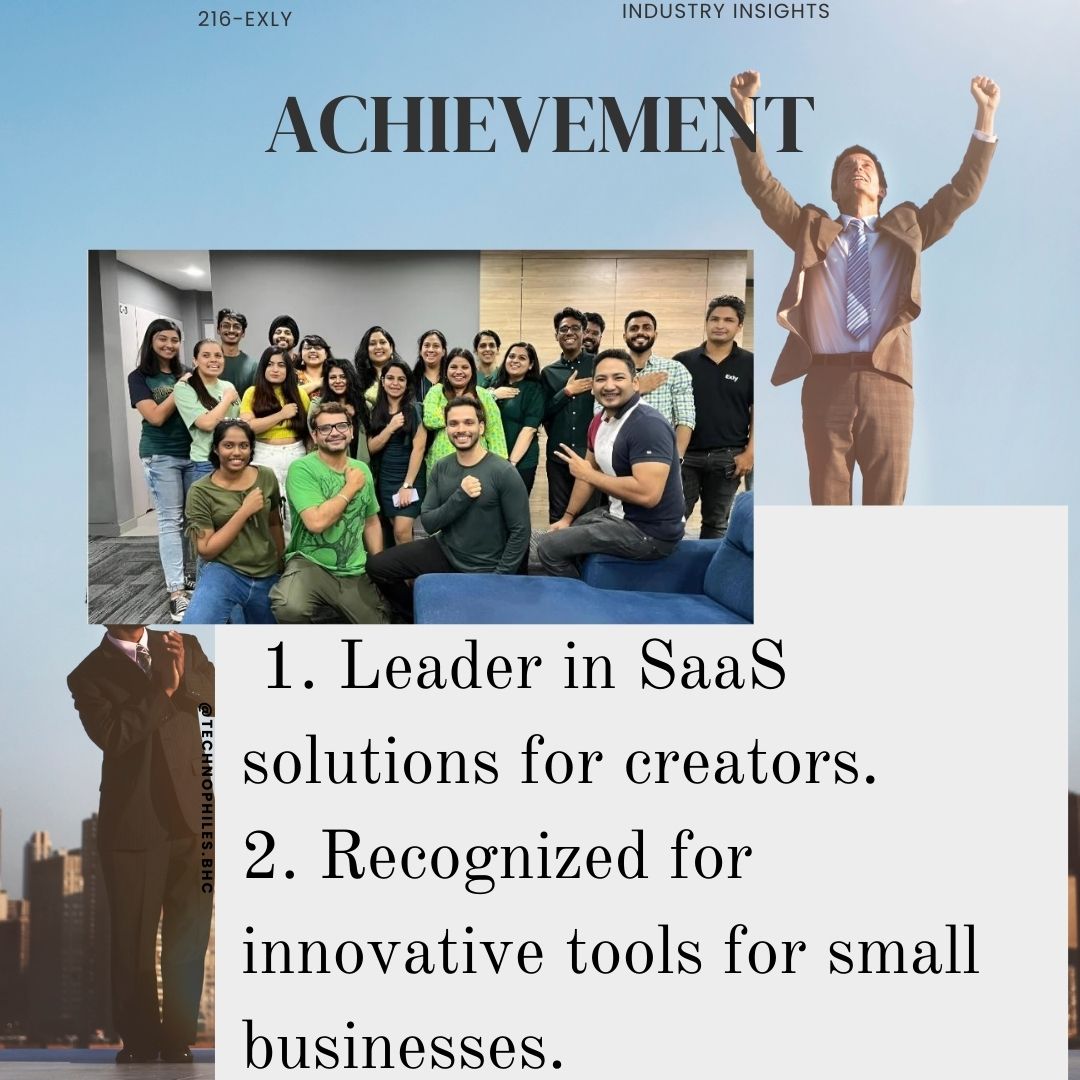 216-EXLY
INDUSTRY INSIGHTS
ACHIEVEMENT
Exly
1. Leader in SaaS
solutions for creators.
2. Recognized for
innovative tools for small
businesses.
@TECHNOPHILES.BHC